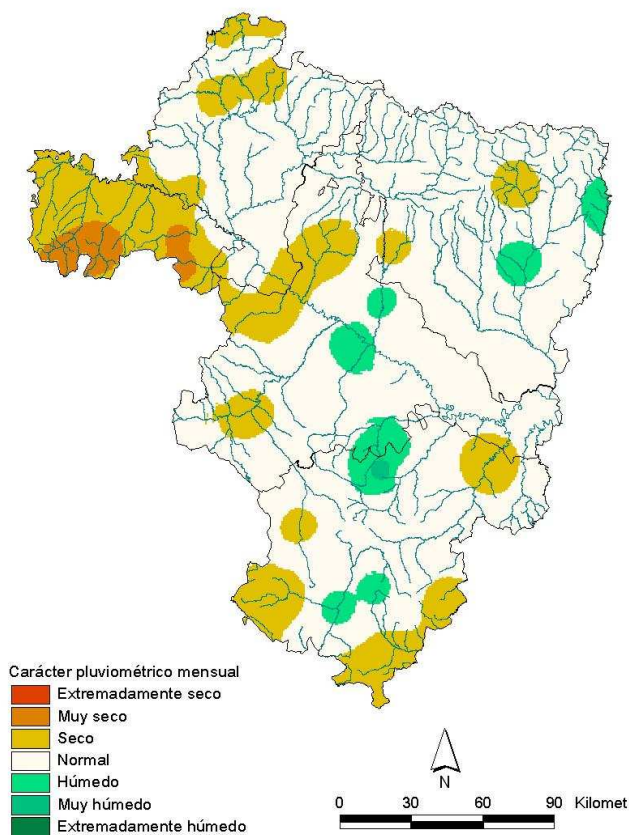 Carácter pluviométrico mensual
Extremadamente seco
Muy seco
Seco
Normal
Húmedo
Muy húmedo
Extremadamente húmedo
N
0 30 60 90 Kilomet